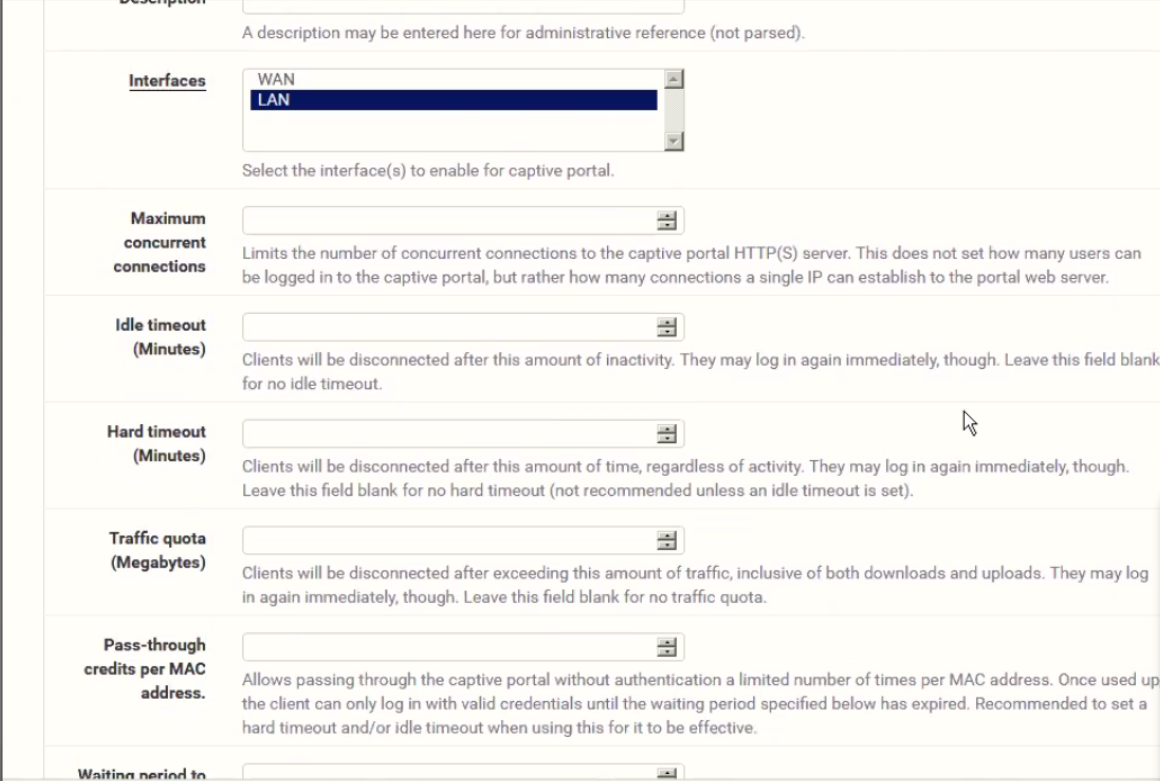 Description
A description may be entered here for administrative reference (not parsed).
Interfaces
WAN
LAN
Select the interface(s) to enable for captive portal.
Maximum
concurrent
connections
Limits the number of concurrent connections to the captive portal HTTP(S) server. This does not set how many users can
be logged in to the captive portal, but rather how many connections a single IP can establish to the portal web server.
Idle timeout
(Minutes)
Clients will be disconnected after this amount of inactivity. They may log in again immediately, though. Leave this field blank
for no idle timeout.
Hard timeout
(Minutes)
Clients will be disconnected after this amount of time, regardless of activity. They may log in again immediately, though.
Leave this field blank for no hard timeout (not recommended unless an idle timeout is set).
Traffic quota
(Megabytes)
Clients will be disconnected after exceeding this amount of traffic, inclusive of both downloads and uploads. They may log
in again immediately, though. Leave this field blank for no traffic quota.
Pass-through
credits per MAC
address.
Allows passing through the captive portal without authentication a limited number of times per MAC address. Once used up
the client can only log in with valid credentials until the waiting period specified below has expired. Recommended to set a
hard timeout and/or idle timeout when using this for it to be effective.
Waiting period to